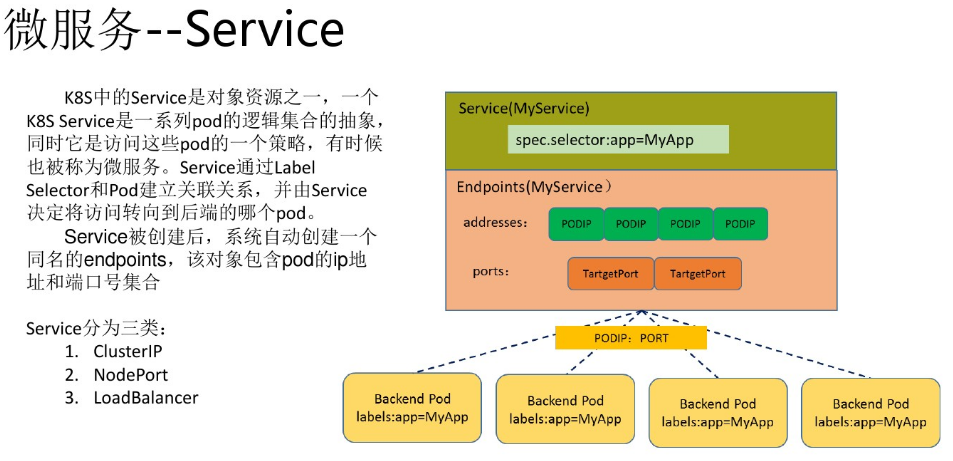 微服务--Service
K8S中的Service是对象资源之一，一个
K8S Service是一系列pod的逻辑集合的抽象，
同时它是访问这些pod的一个策略，有时候
也被称为微服务。Service通过Label
Selector和Pod建立关联关系，并由Service
决定将访问转向到后端的哪个pod。
Service被创建后，系统自动创建一个
同名的endpoints，该对象包含pod的ip地
址和端口号集合
Service分为三类：
1. ClusterIP
2. NodePort
3. LoadBalancer
Service(MyService)
spec.selector:app=MyApp
Endpoints(MyService）
addresses: PODIP PODIP PODIP PODIP
ports: TartgetPort TartgetPort
PODIP：PORT
Backend Pod
labels:app=MyApp
Backend Pod
labels:app=MyApp
Backend Pod
labels:app=MyApp
Backend Pod
labels:app=MyApp